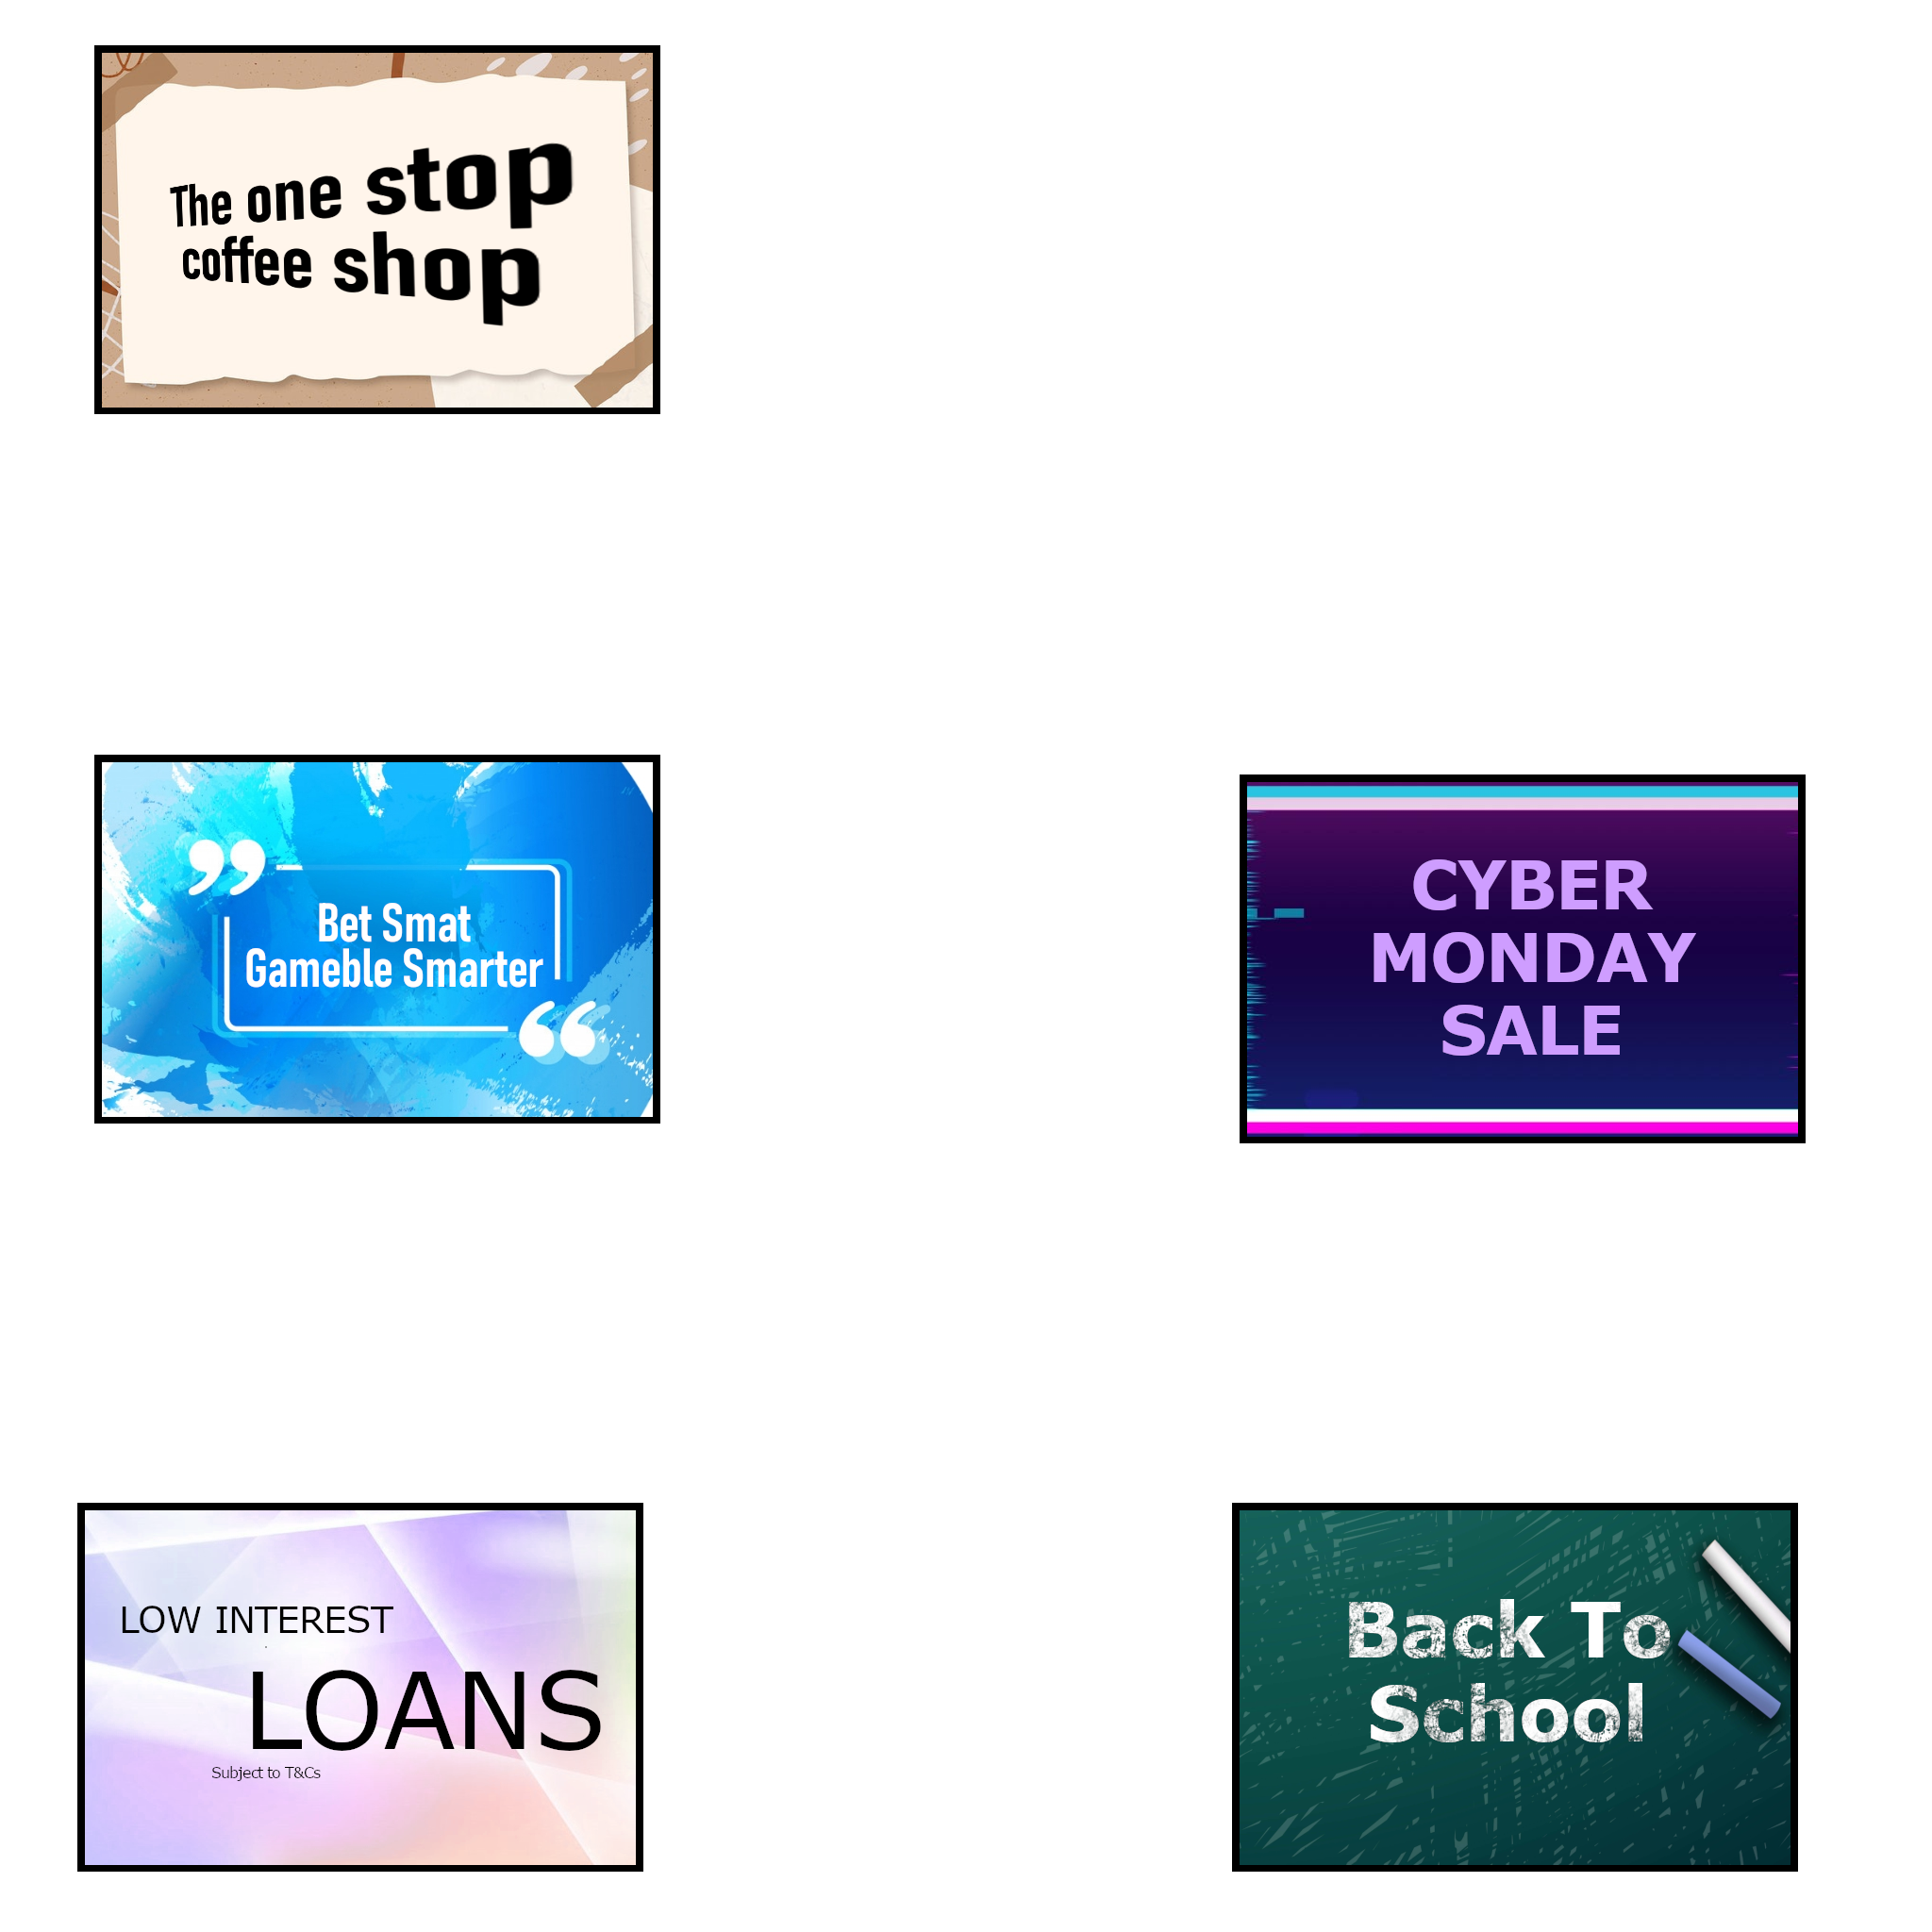 The one stop
coffee shop
Bet Smat
Gameble Smarter
CYBER
MONDAY
SALE
LOW INTEREST
LOANS
Subject to T&Cs
Back To
School